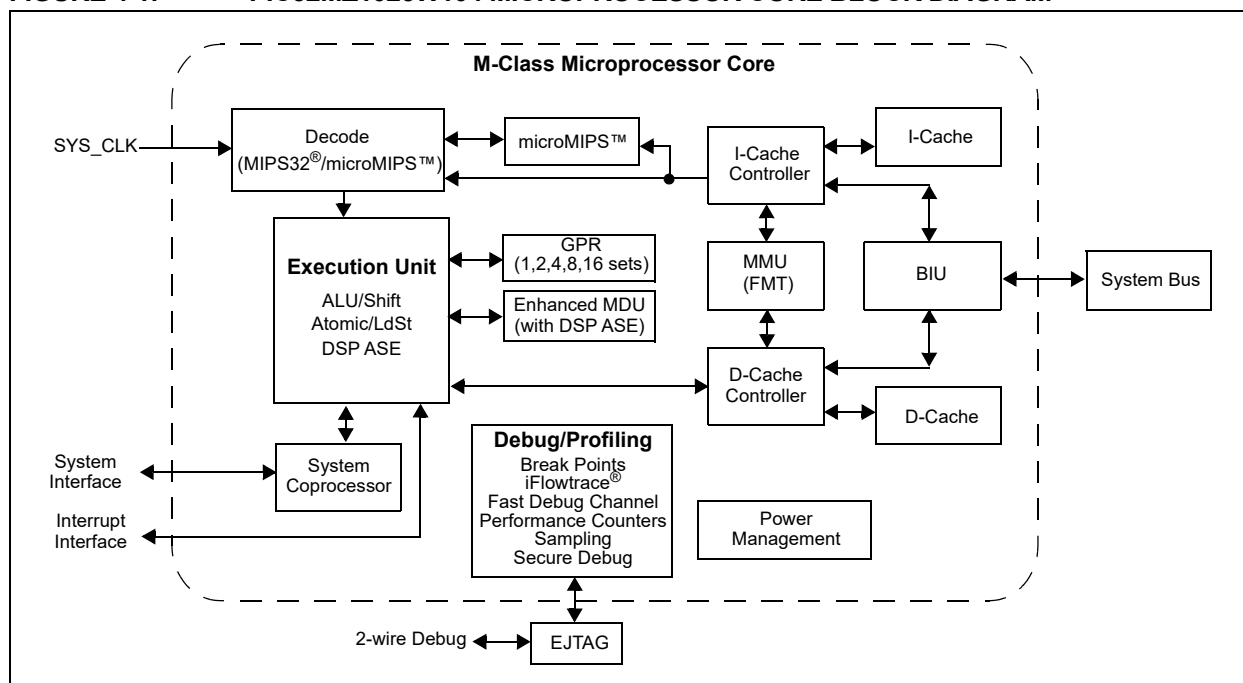 M-Class Microprocessor Core
SYS_CLK
Decode
(MIPS32®/microMIPS™)
microMIPS™
I-Cache
Controller
I-Cache
Execution Unit
ALU/Shift
Atomic/LdSt
DSP ASE
GPR
(1,2,4,8,16 sets)
Enhanced MDU
(with DSP ASE)
MMU
(FMT)
BIU
System Bus
D-Cache
Controller
D-Cache
System
Interface
System
Coprocessor
Interrupt
Interface
Debug/Profiling
Break Points
iFlowtrace®
Fast Debug Channel
Performance Counters
Sampling
Secure Debug
Power
Management
2-wire Debug
EJTAG